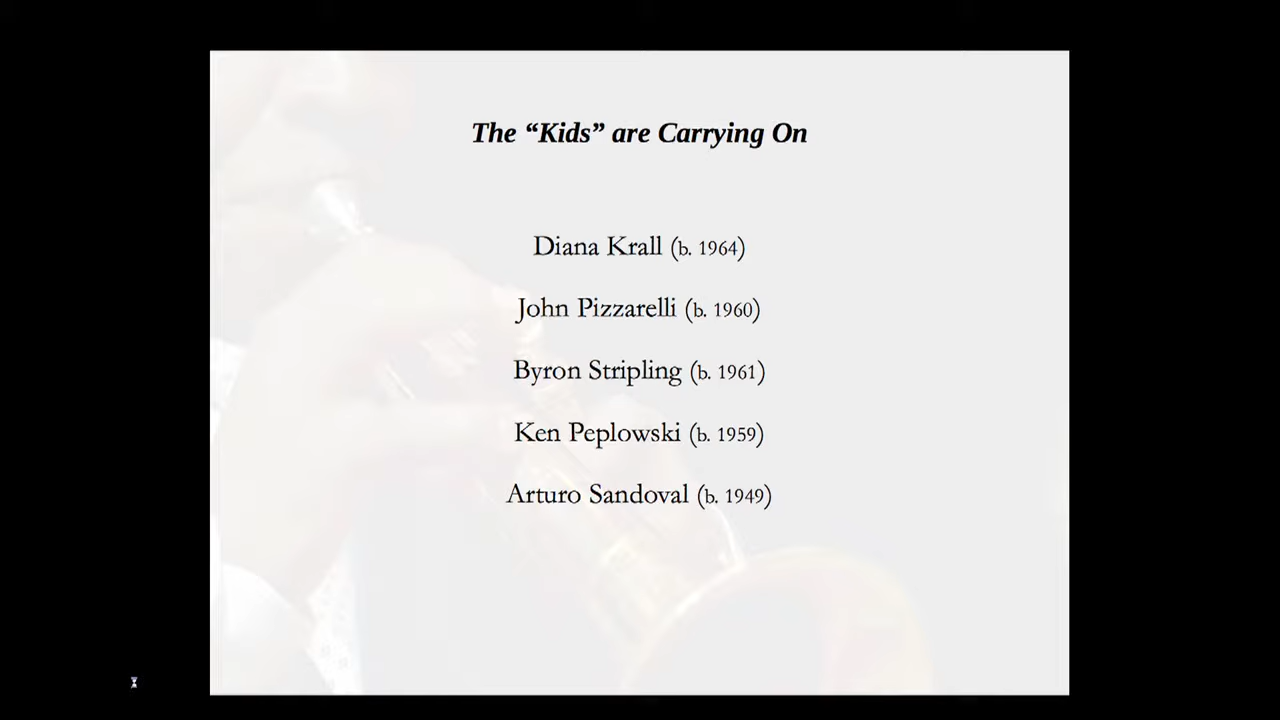 The “Kids” are Carrying On
Diana Krall (b. 1964)
John Pizzarelli (b. 1960)
Byron Stripling (b. 1961)
Ken Peplowski (b. 1959)
Arturo Sandoval (b. 1949)